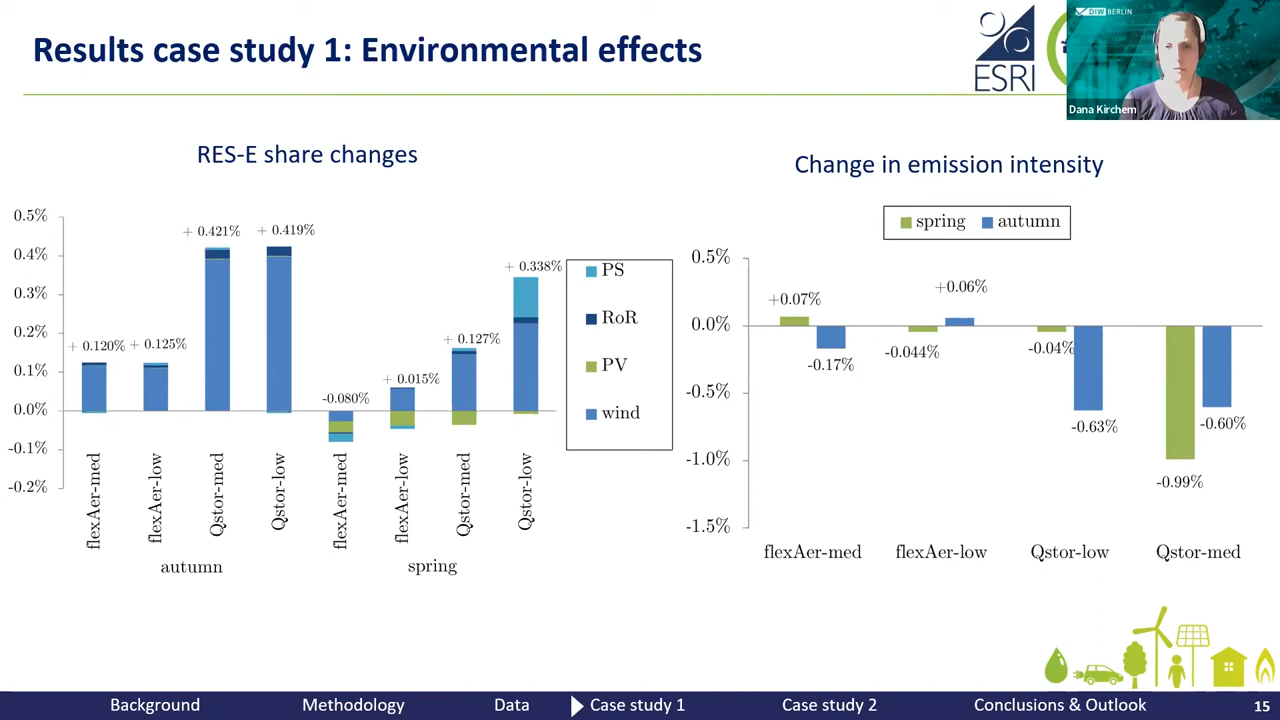 Results case study 1: Environmental effects
ESRI
DIW BERLIN
Dana Kirchem
RES-E share changes
0.5%
0.4%
0.3%
0.2%
0.1%
0.0%
-0.1%
-0.2%
+ 0.120%
+ 0.125%
+ 0.421%
+ 0.419%
-0.080%
+ 0.015%
+ 0.127%
+ 0.338%
flexAer-med
flexAer-low
Qstor-med
Qstor-low
flexAer-med
flexAer-low
Qstor-med
Qstor-low
autumn
spring
PS
RoR
PV
wind
Change in emission intensity
spring
autumn
0.5%
0.0%
-0.5%
-1.0%
-1.5%
+0.07%
-0.17%
-0.044%
+0.06%
-0.04%
-0.63%
-0.99%
-0.60%
flexAer-med
flexAer-low
Qstor-low
Qstor-med
Background
Methodology
Data
Case study 1
Case study 2
Conclusions & Outlook
15